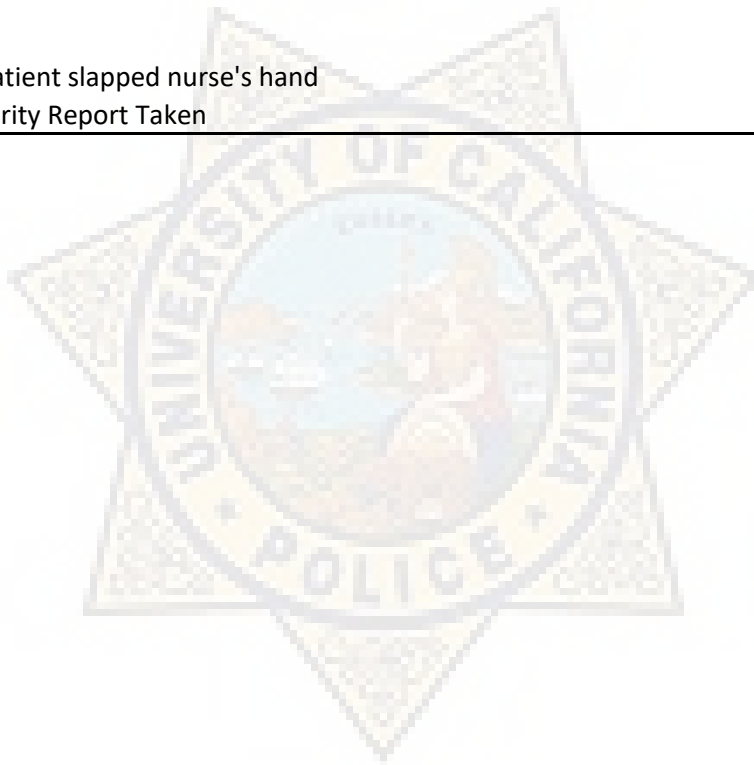 atient slapped nurse's hand
rity Report Taken
UNIVERSITY OF CALIFORNIA
POLICE